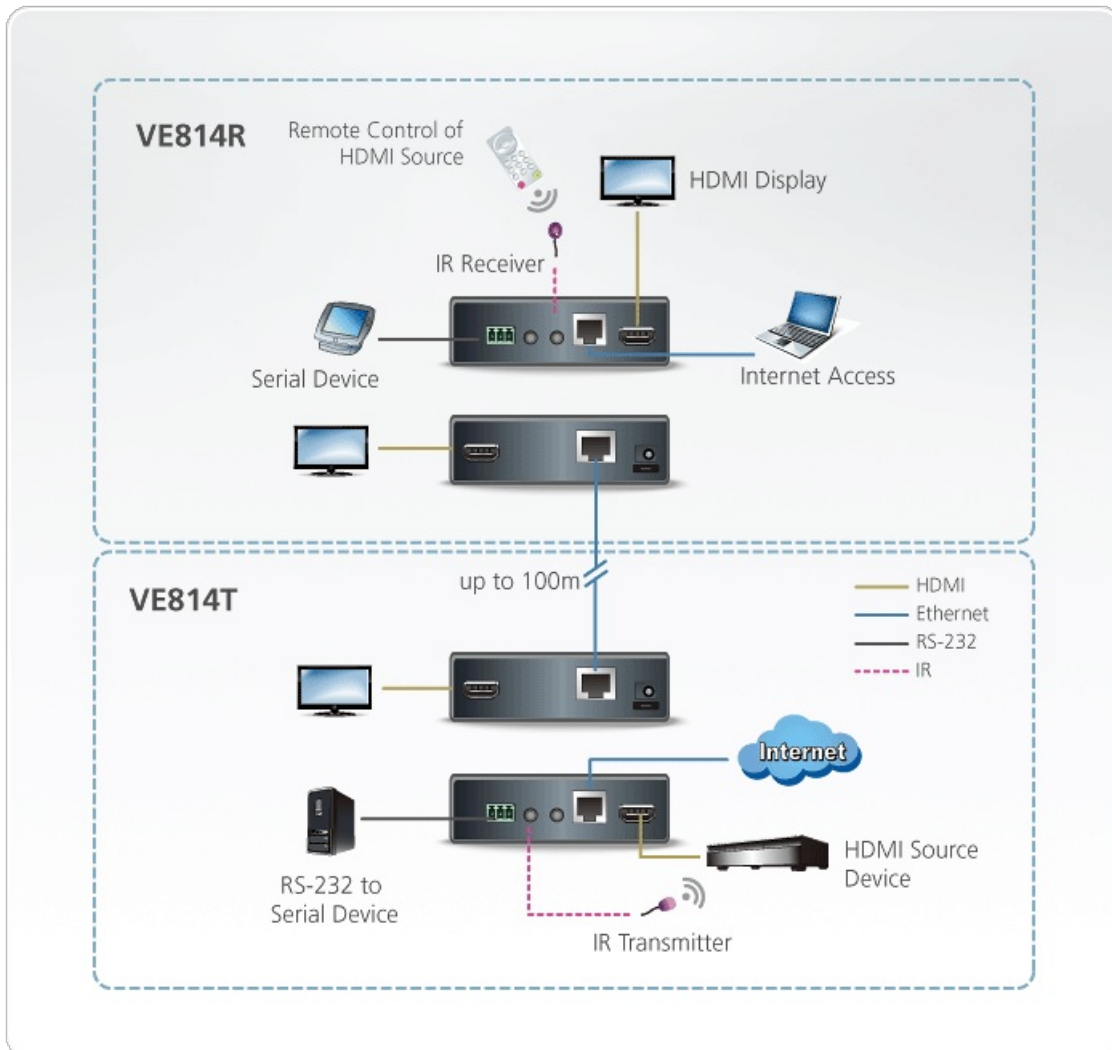 VE814R
Remote Control of
HDMI Source
HDMI Display
IR Receiver
Serial Device
Internet Access
up to 100m
VE814T
HDMI
Ethernet
RS-232
IR
Internet
HDMI Source
Device
RS-232 to
Serial Device
IR Transmitter